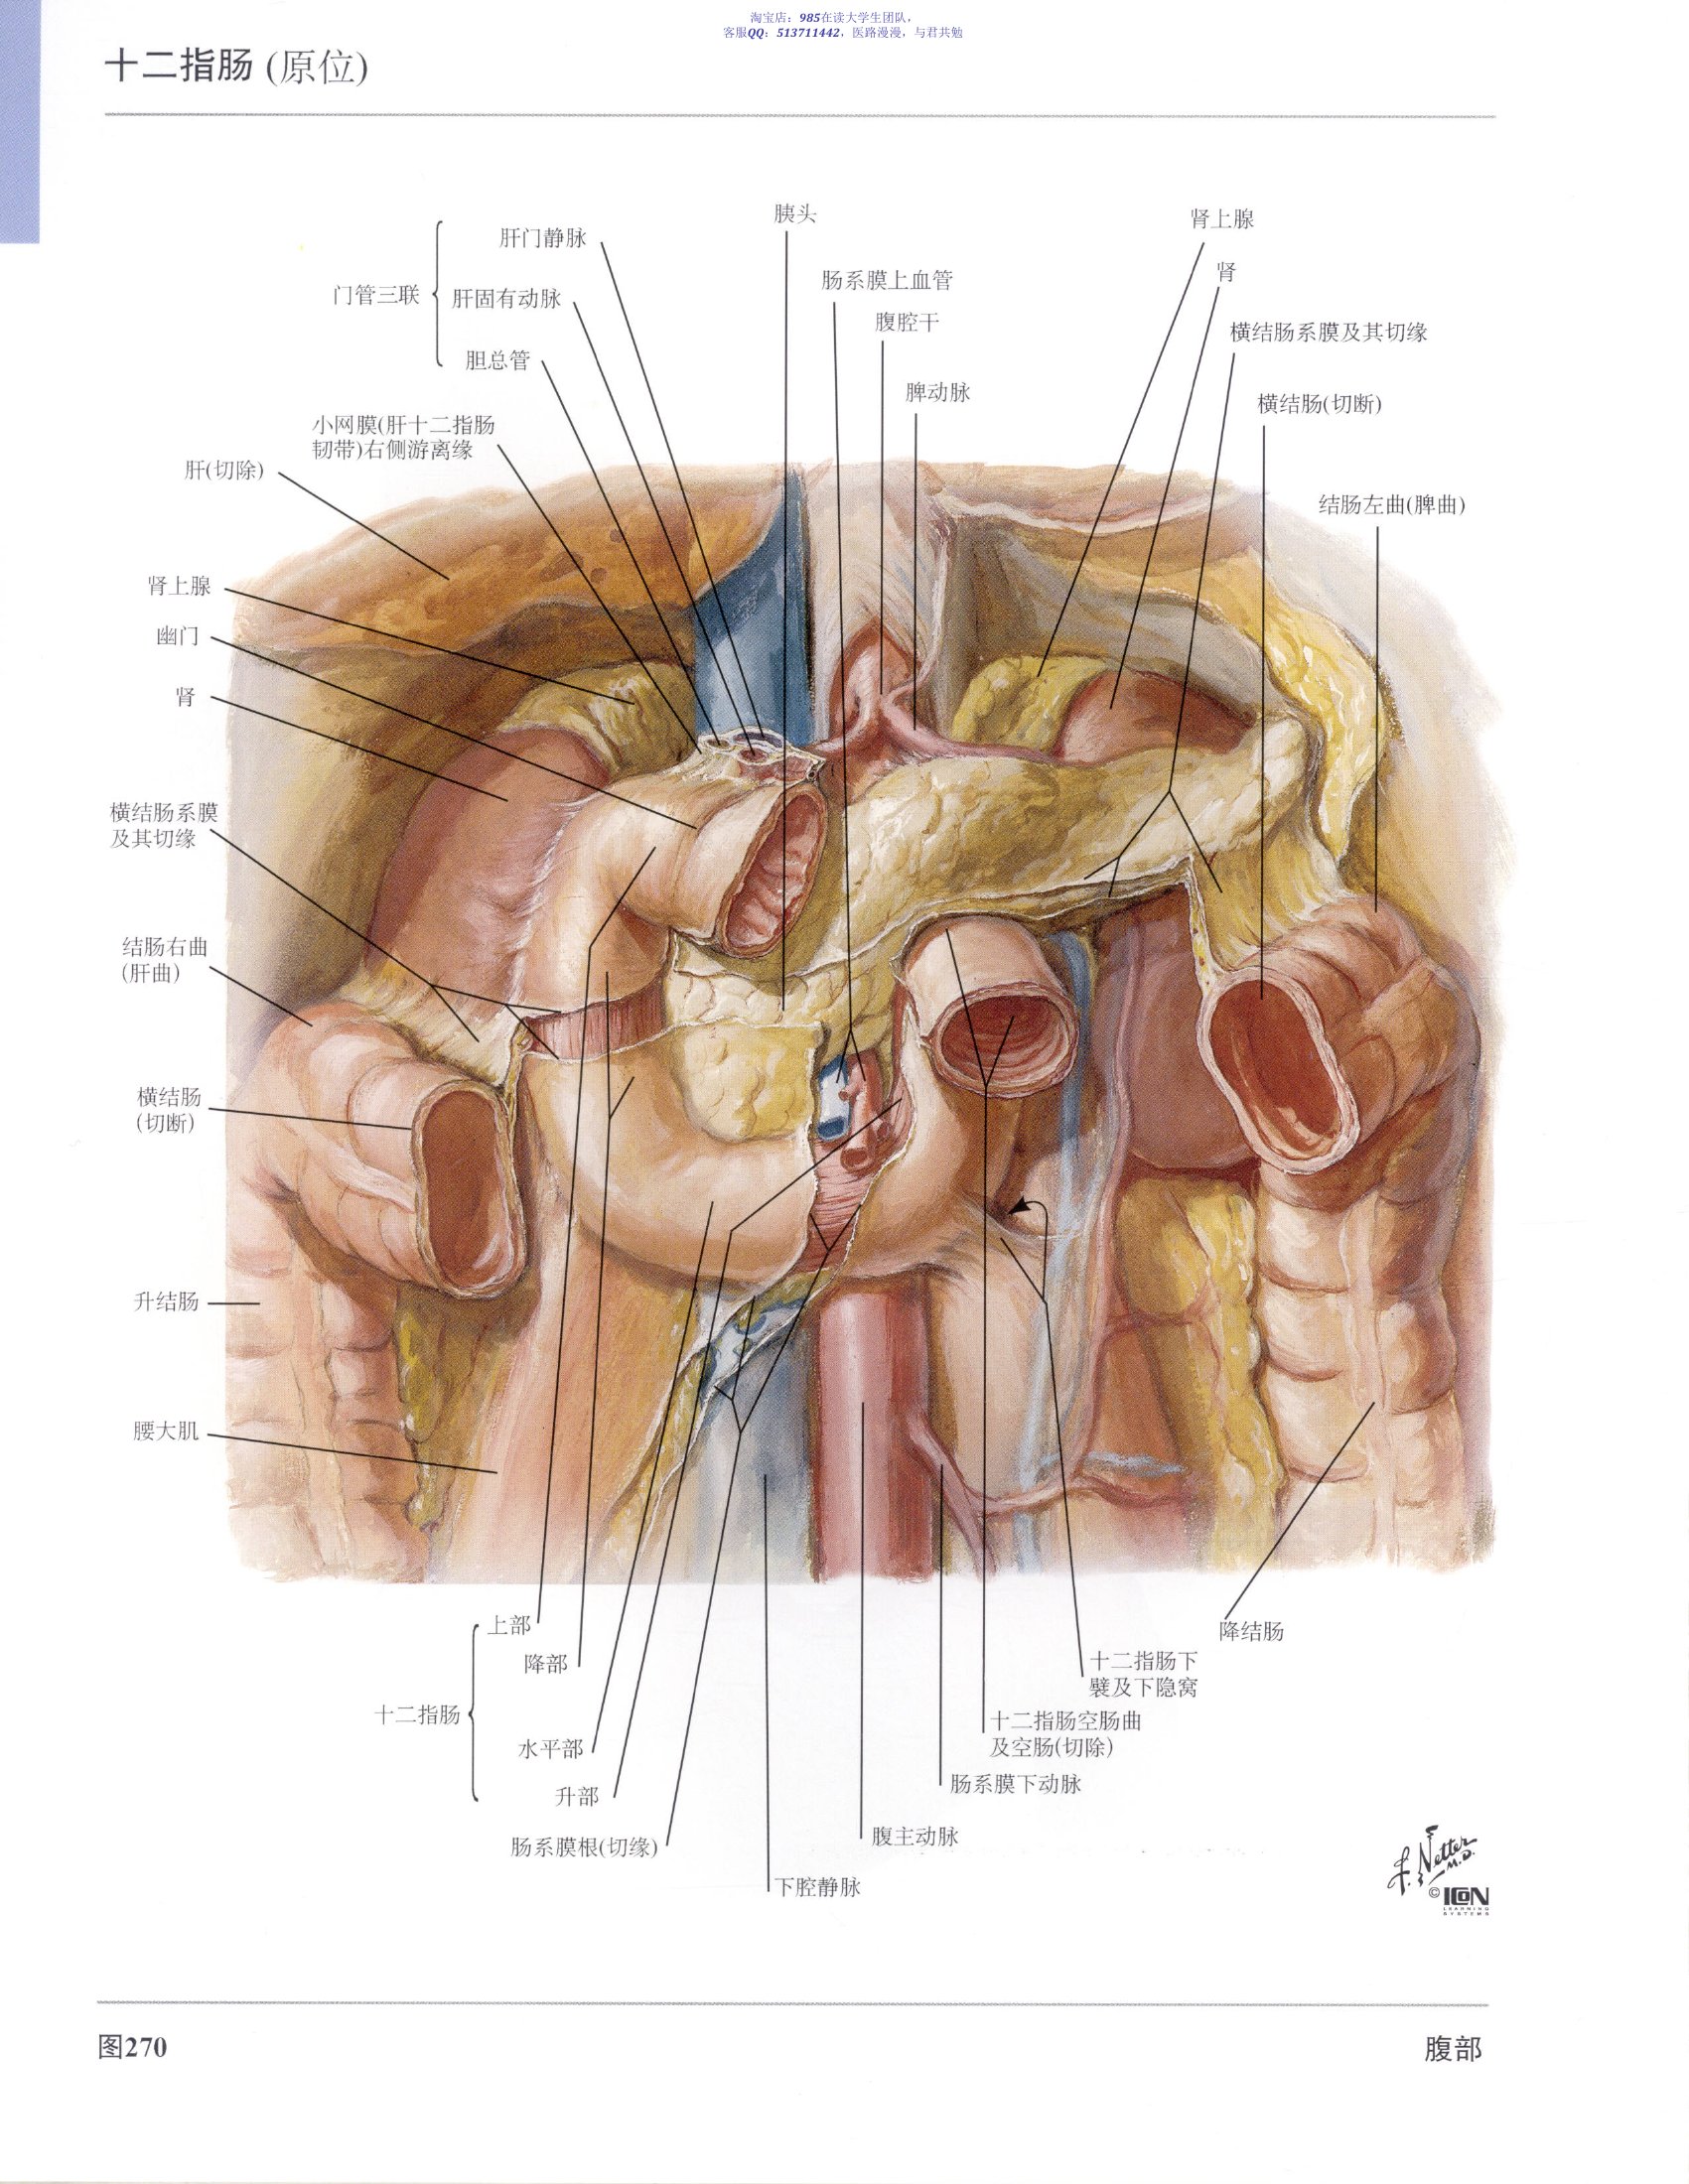 淘宝店：985在读大学生团队，
客服QQ：513711442，医路漫漫，与君共勉
十二指肠 (原位)
胰头
肾上腺
肝门静脉
肾
门管三联
肝固有动脉
肠系膜上血管
腹腔干
横结肠系膜及其切缘
胆总管
脾动脉
横结肠(切断)
小网膜(肝十二指肠
韧带)右侧游离缘
肝(切除)
结肠左曲(脾曲)
肾上腺
幽门
肾
横结肠系膜
及其切缘
结肠右曲
(肝曲)
横结肠
(切断)
升结肠
腰大肌
上部
降部
十二指肠
水平部
升部
肠系膜根(切缘)
降结肠
十二指肠下
襞及下隐窝
十二指肠空肠曲
及空肠(切除)
肠系膜下动脉
腹主动脉
下腔静脉
F. Netter
M.D.
© ICON
LEARNING
SYSTEMS
图270
腹部